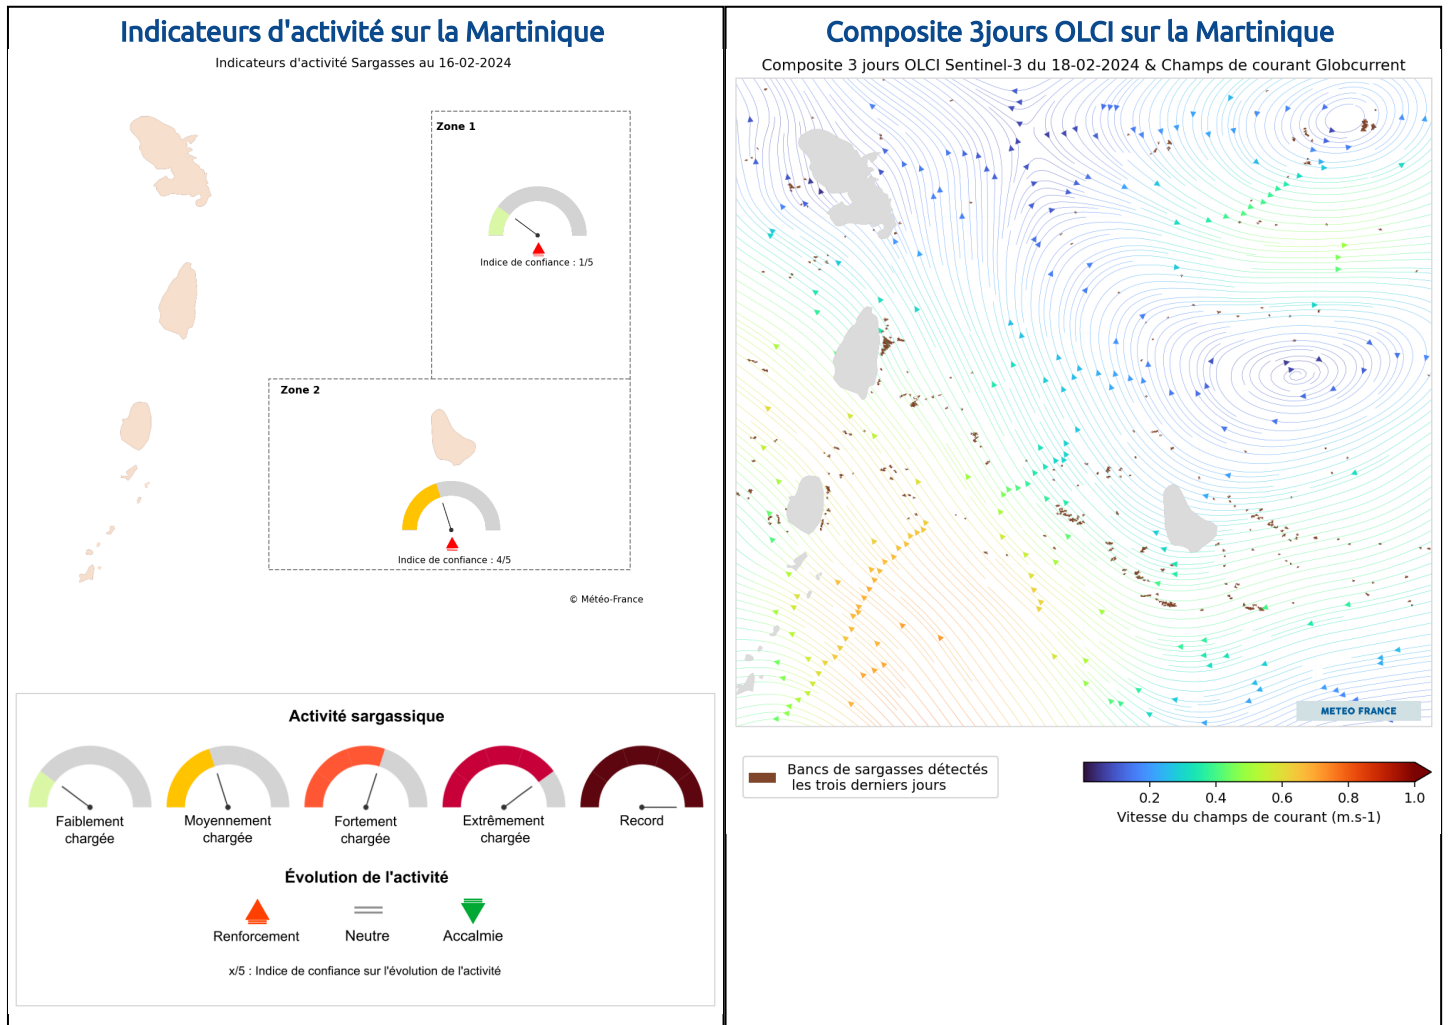 Indicateurs d'activité sur la Martinique
Indicateurs d'activité Sargasses au 16-02-2024
Zone 1
Indice de confiance : 1/5
Zone 2
Indice de confiance : 4/5
© Météo-France
Activité sargassique
Faiblement
chargée
Moyennement
chargée
Fortement
chargée
Extrêmement
chargée
Record
Évolution de l'activité
Renforcement
Neutre
Accalmie
x/5 : Indice de confiance sur l'évolution de l'activité
Composite 3jours OLCI sur la Martinique
Composite 3 jours OLCI Sentinel-3 du 18-02-2024 & Champs de courant Globcurrent
METEO FRANCE
Bancs de sargasses détectés
les trois derniers jours
0.2 0.4 0.6 0.8 1.0
Vitesse du champs de courant (m.s-1)